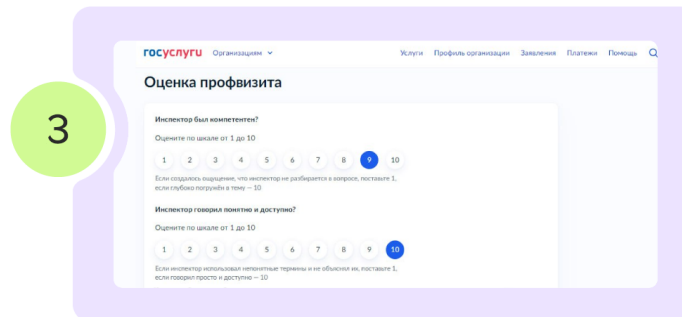 3
госуслуги Организациям Услуги Профиль организации Заявления Платежи Помощь
Оценка профвизита
Инспектор был компетентен?
Оцените по шкале от 1 до 10
1 2 3 4 5 6 7 8 9 10
Если создалось ощущение, что инспектор не разбирается в вопросе, поставьте 1,
если глубоко погружён в тему — 10
Инспектор говорил понятно и доступно?
Оцените по шкале от 1 до 10
1 2 3 4 5 6 7 8 9 10
Если инспектор использовал непонятные термины и не объяснил их, поставьте 1,
если говорил просто и доступно — 10